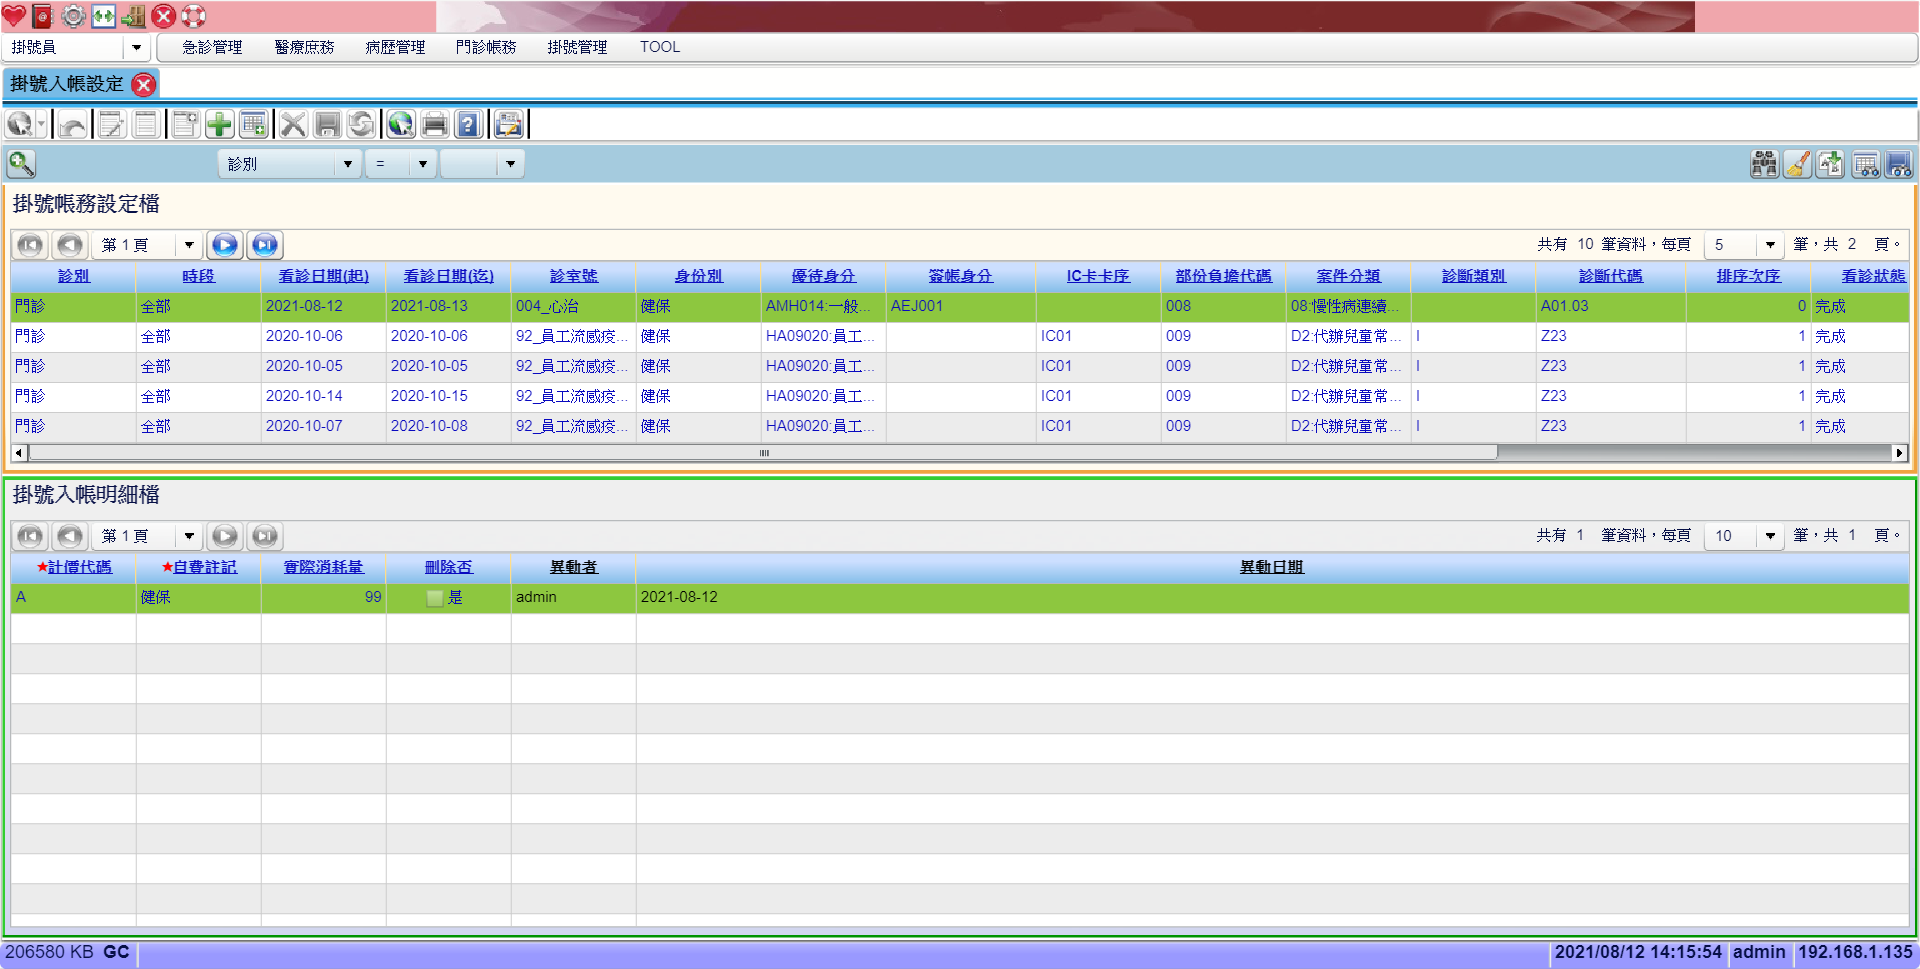 掛號員 急診管理 醫療庶務 病歷管理 門診帳務 掛號管理 TOOL
掛號入帳設定
診別 =
掛號帳務設定檔
第 1 頁 共有 10 筆資料，每頁 5 筆，共 2 頁。
診別 時段 看診日期(起) 看診日期(迄) 診室號 身份別 優待身分 簽帳身分 IC卡卡序 部份負擔代碼 案件分類 診斷類別 診斷代碼 排序次序 看診狀態
門診 全部 2021-08-12 2021-08-13 004_心治 健保 AMH014:一般... AEJ001 008 08:慢性病連續... A01.03 0 完成
門診 全部 2020-10-06 2020-10-06 92_員工流感疫... 健保 HA09020:員工... IC01 009 D2:代辦兒童常... I Z23 1 完成
門診 全部 2020-10-05 2020-10-05 92_員工流感疫... 健保 HA09020:員工... IC01 009 D2:代辦兒童常... I Z23 1 完成
門診 全部 2020-10-14 2020-10-15 92_員工流感疫... 健保 HA09020:員工... IC01 009 D2:代辦兒童常... I Z23 1 完成
門診 全部 2020-10-07 2020-10-08 92_員工流感疫... 健保 HA09020:員工... IC01 009 D2:代辦兒童常... I Z23 1 完成
掛號入帳明細檔
第 1 頁 共有 1 筆資料，每頁 10 筆，共 1 頁。
★計價代碼 ★自費註記 實際消耗量 刪除否 異動者 異動日期
A 健保 99 是 admin 2021-08-12
206580 KB GC 2021/08/12 14:15:54 admin 192.168.1.135